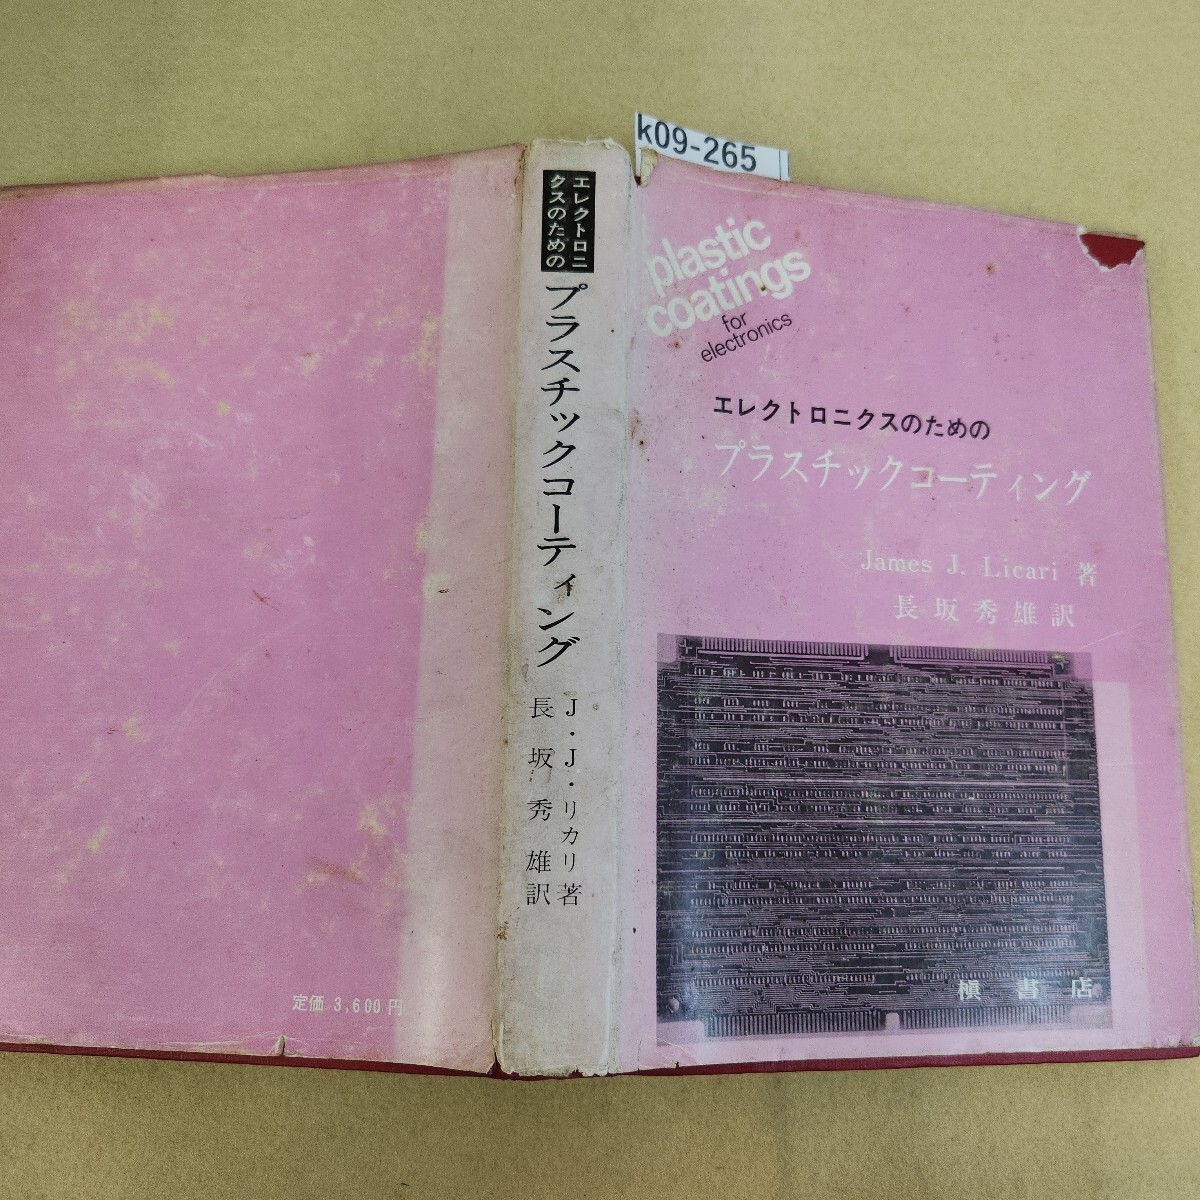 k09-265
plastic
coatings
for
electronics
エレクトロニクスのための
プラスチックコーティング
James J. Licari 著
長坂秀雄訳
槇書店
エレクトロニ
クスのための
プラスチックコーティング
J・J・リカリ著
長坂秀雄訳
定価 3,600円